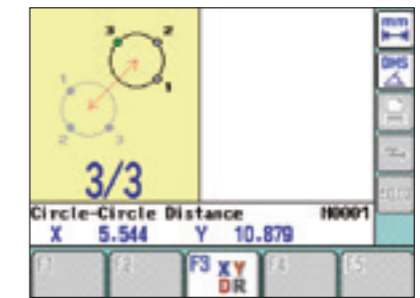 3
2
1
1
2
3
3/3
Circle-Circle Distance N0001
X 5.544 Y 10.879
F1 F2 F3 XY DR F4 F5
mm
DMS